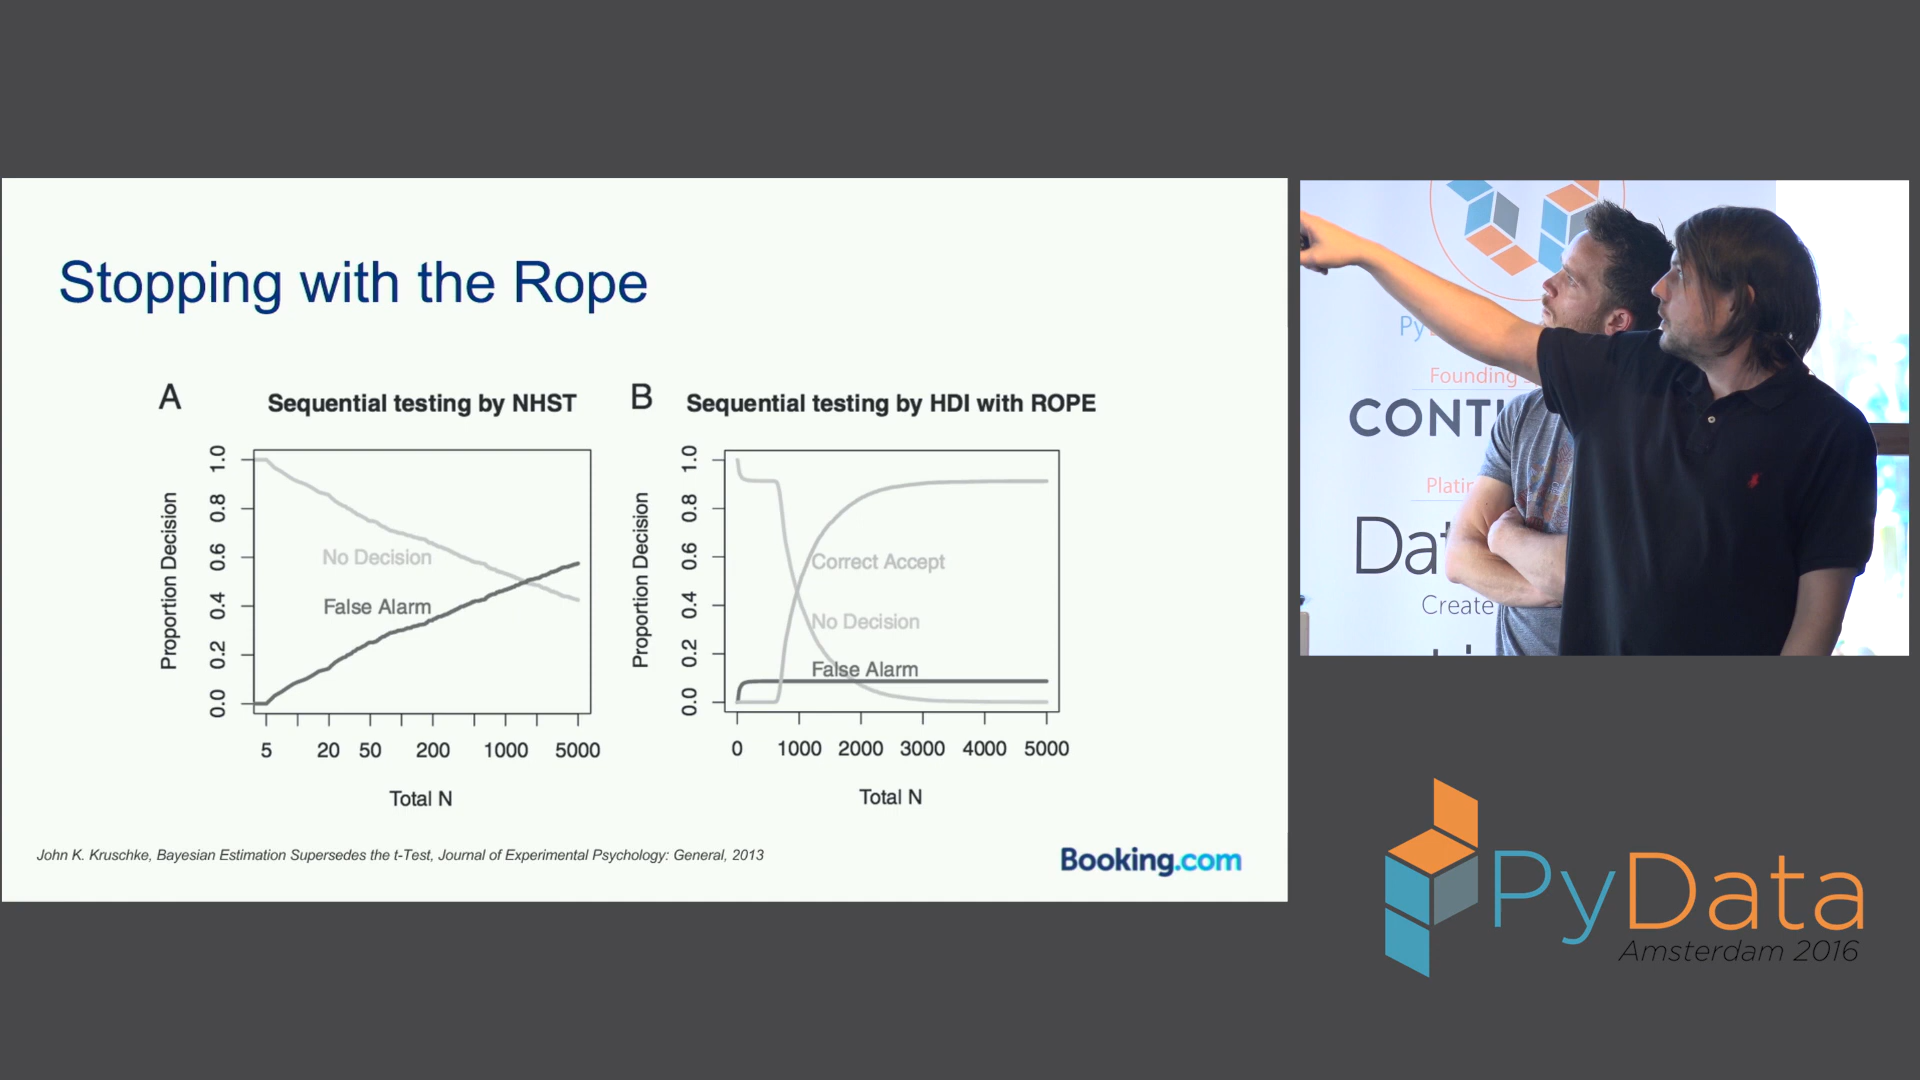 Stopping with the Rope
A
Sequential testing by NHST
Proportion Decision
1.0
0.8
0.6
0.4
0.2
0.0
No Decision
False Alarm
5 20 50 200 1000 5000
Total N
B
Sequential testing by HDI with ROPE
Proportion Decision
1.0
0.8
0.6
0.4
0.2
0.0
Correct Accept
No Decision
False Alarm
0 1000 2000 3000 4000 5000
Total N
John K. Kruschke, Bayesian Estimation Supersedes the t-Test, Journal of Experimental Psychology: General, 2013
Booking.com
Py
Founding
CONT
Platin
Dat
Create
PyData
Amsterdam 2016